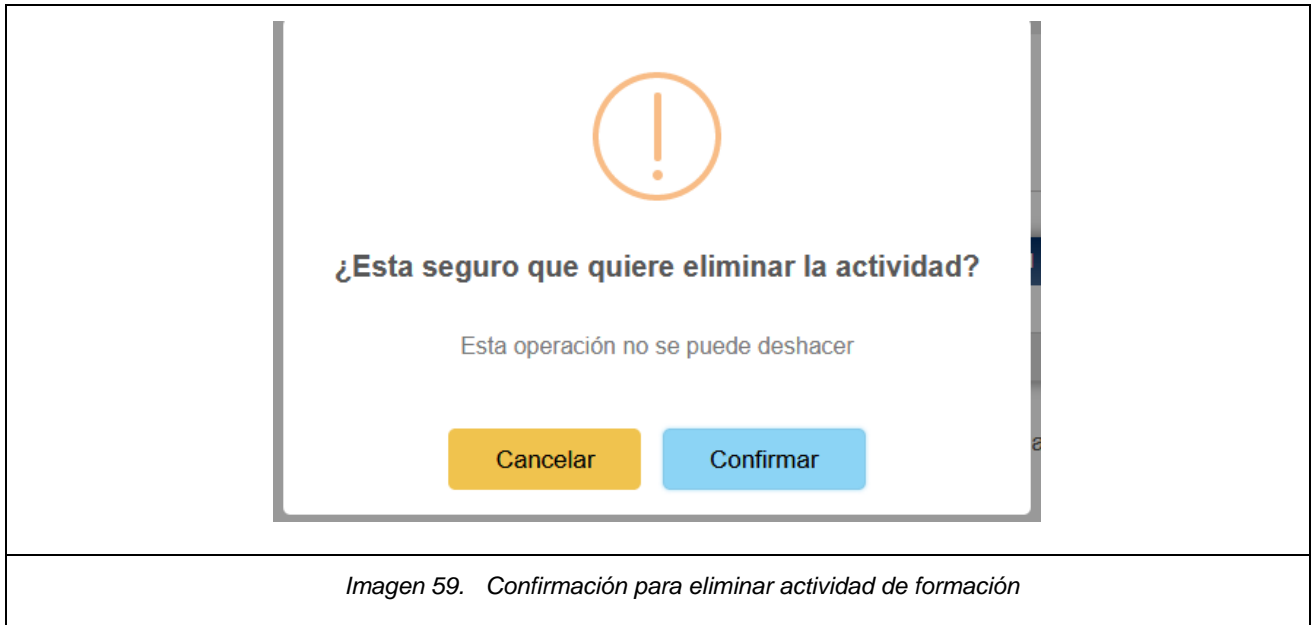 ¿Esta seguro que quiere eliminar la actividad?
Esta operación no se puede deshacer
Cancelar Confirmar
Imagen 59. Confirmación para eliminar actividad de formación